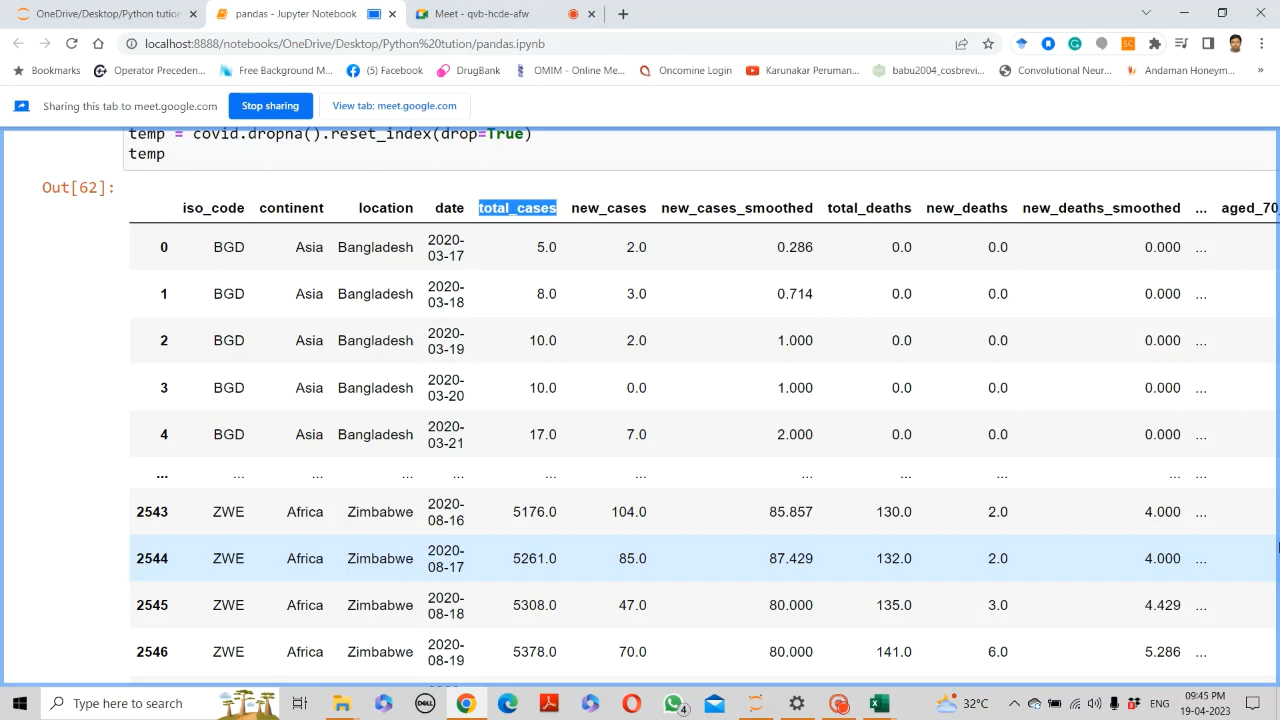 OneDrive/Desktop/Python tution
pandas - Jupyter Notebook
Meet - qvb-hcde-afw
localhost:8888/notebooks/OneDrive/Desktop/Python%20tution/pandas.ipynb
SC
Bookmarks
Operator Preceden...
Free Background M...
(5) Facebook
DrugBank
OMIM - Online Me...
Oncomine Login
Karunakar Peruman...
babu2004_cosbrevi...
Convolutional Neur...
Andaman Honeym...
»
Sharing this tab to meet.google.com
Stop sharing
View tab: meet.google.com
temp = covid.dropna().reset_index(drop=True)
temp
Out[62]:
iso_code continent location date total_cases new_cases new_cases_smoothed total_deaths new_deaths new_deaths_smoothed ... aged_70
0 BGD Asia Bangladesh 2020-03-17 5.0 2.0 0.286 0.0 0.0 0.000 ...
1 BGD Asia Bangladesh 2020-03-18 8.0 3.0 0.714 0.0 0.0 0.000 ...
2 BGD Asia Bangladesh 2020-03-19 10.0 2.0 1.000 0.0 0.0 0.000 ...
3 BGD Asia Bangladesh 2020-03-20 10.0 0.0 1.000 0.0 0.0 0.000 ...
4 BGD Asia Bangladesh 2020-03-21 17.0 7.0 2.000 0.0 0.0 0.000 ...
... ... ... ... ... ... ... ... ... ... ... ...
2543 ZWE Africa Zimbabwe 2020-08-16 5176.0 104.0 85.857 130.0 2.0 4.000 ...
2544 ZWE Africa Zimbabwe 2020-08-17 5261.0 85.0 87.429 132.0 2.0 4.000 ...
2545 ZWE Africa Zimbabwe 2020-08-18 5308.0 47.0 80.000 135.0 3.0 4.429 ...
2546 ZWE Africa Zimbabwe 2020-08-19 5378.0 70.0 80.000 141.0 6.0 5.286 ...
Type here to search
DELL
4
32°C
ENG
09:45 PM
19-04-2023